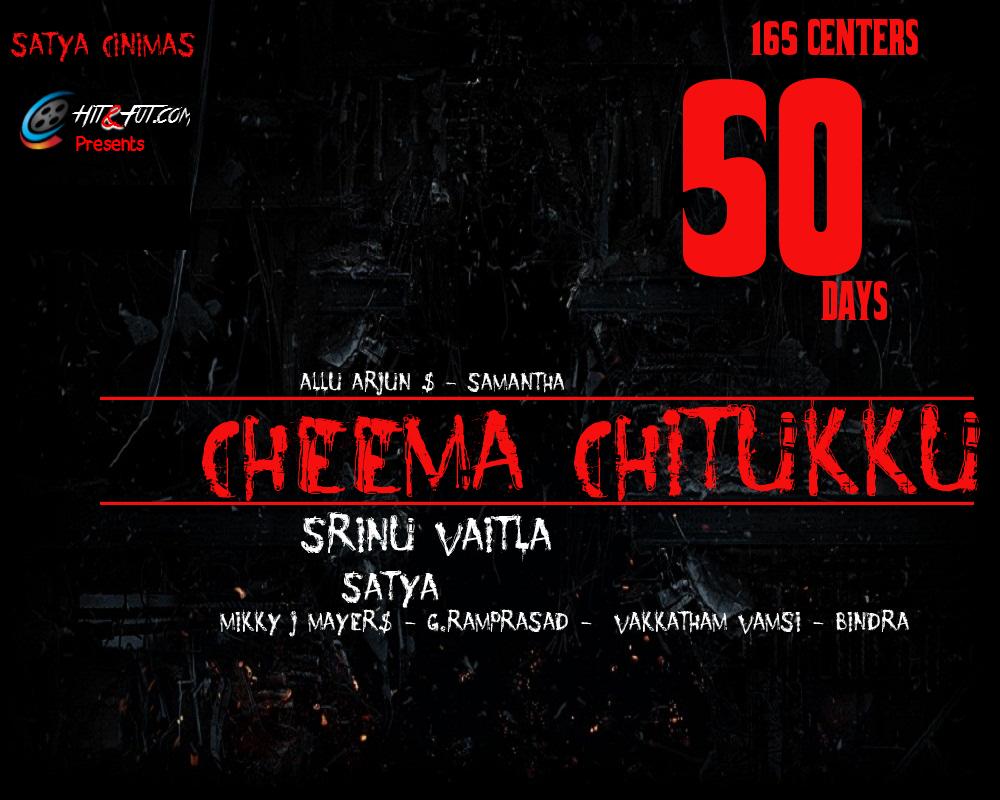 SATYA CINIMAS
HIT&FUT.COM
Presents
165 CENTERS
50
DAYS
ALLU ARJUN $ - SAMANTHA
CHEEMA CHITUKKU
SRINU VAITLA
SATYA
MIKKY J MAYER$ - G.RAMPRASAD - VAKKATHAM VAMSI - BINDRA